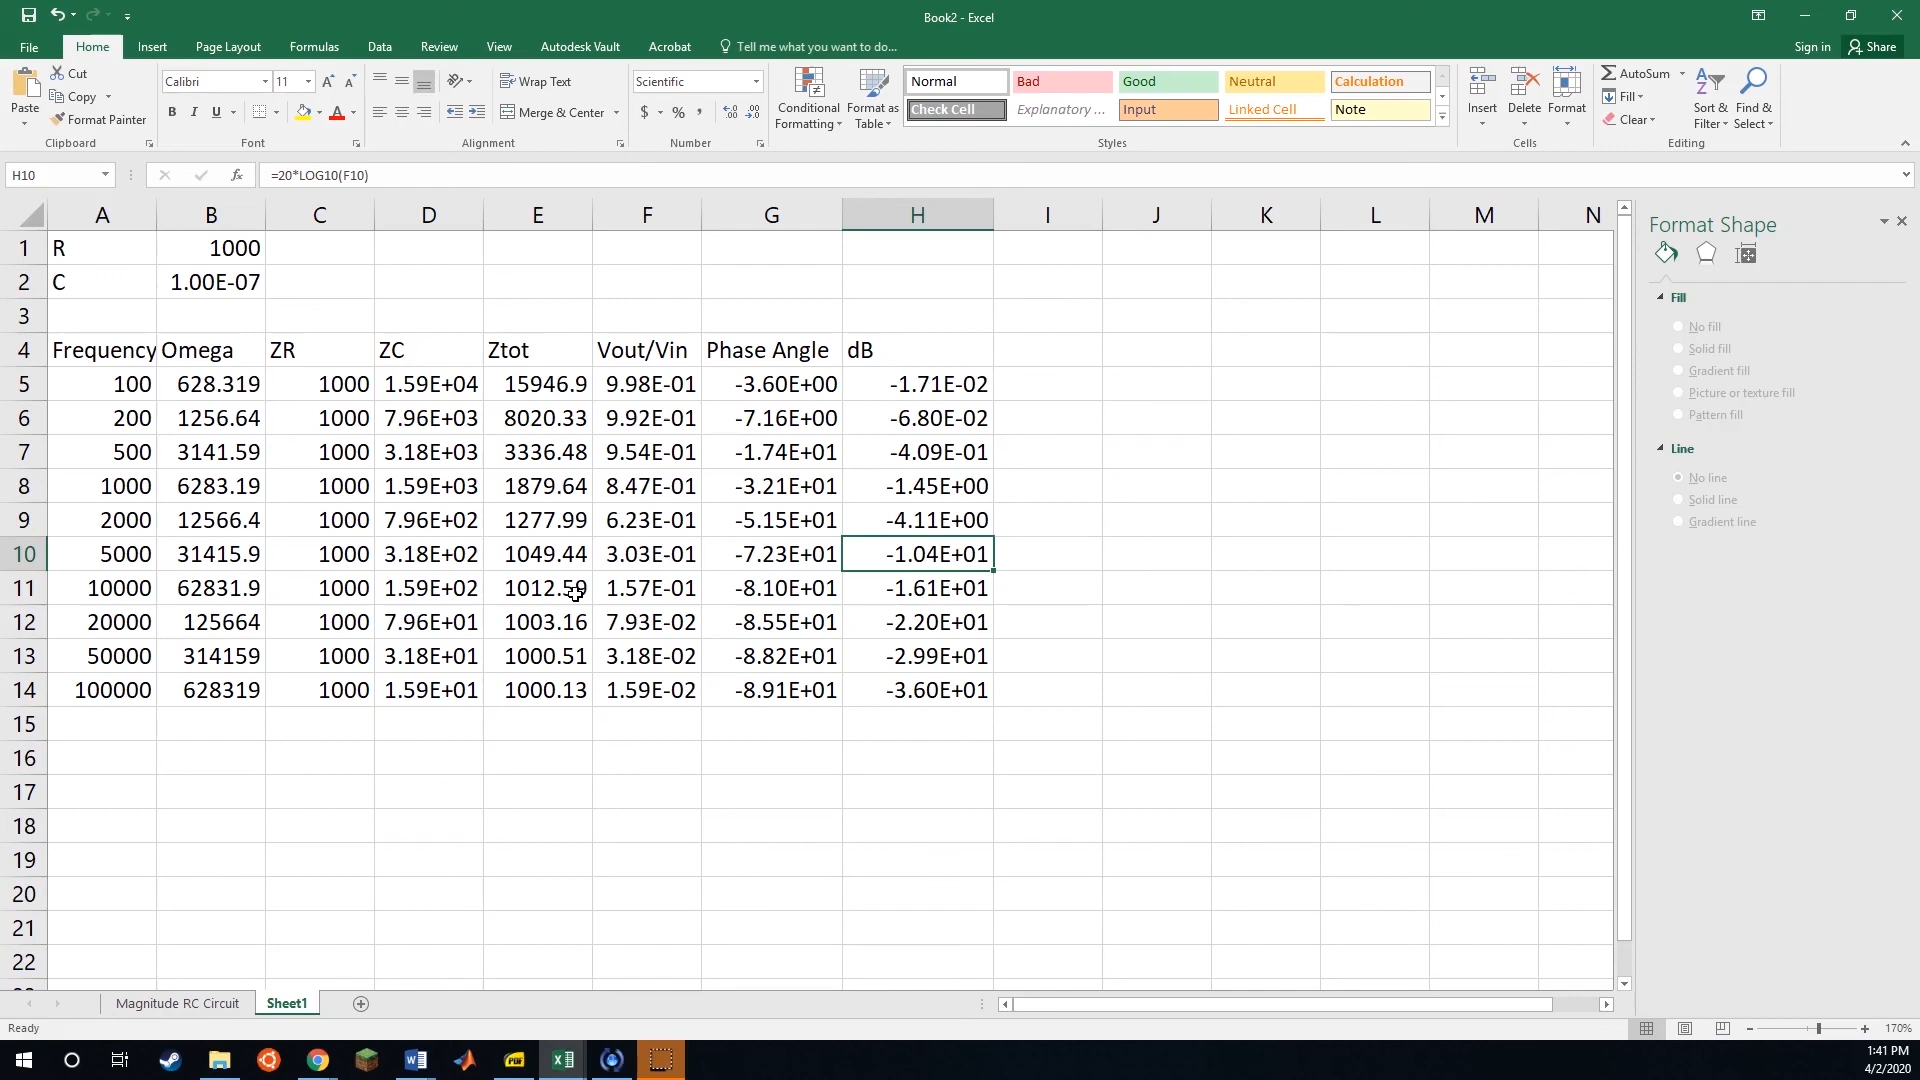 Book2 - Excel
File Home Insert Page Layout Formulas Data Review View Autodesk Vault Acrobat Tell me what you want to do... Sign in Share
Paste
Cut
Copy
Format Painter
Clipboard
Calibri 11
B I U
A
Font
Wrap Text
Merge & Center
Alignment
Scientific
$ % ,
Number
Conditional Formatting
Format as Table
Normal Bad Good Neutral Calculation
Check Cell Explanatory ... Input Linked Cell Note
Styles
Insert Delete Format
Cells
AutoSum
Fill
Clear
Sort & Filter
Find & Select
Editing
H10 fx =20*LOG10(F10)
A B C D E F G H I J K L M N
1 R 1000
2 C 1.00E-07
3
4 Frequency Omega ZR ZC Ztot Vout/Vin Phase Angle dB
5 100 628.319 1000 1.59E+04 15946.9 9.98E-01 -3.60E+00 -1.71E-02
6 200 1256.64 1000 7.96E+03 8020.33 9.92E-01 -7.16E+00 -6.80E-02
7 500 3141.59 1000 3.18E+03 3336.48 9.54E-01 -1.74E+01 -4.09E-01
8 1000 6283.19 1000 1.59E+03 1879.64 8.47E-01 -3.21E+01 -1.45E+00
9 2000 12566.4 1000 7.96E+02 1277.99 6.23E-01 -5.15E+01 -4.11E+00
10 5000 31415.9 1000 3.18E+02 1049.44 3.03E-01 -7.23E+01 -1.04E+01
11 10000 62831.9 1000 1.59E+02 1012.59 1.57E-01 -8.10E+01 -1.61E+01
12 20000 125664 1000 7.96E+01 1003.16 7.93E-02 -8.55E+01 -2.20E+01
13 50000 314159 1000 3.18E+01 1000.51 3.18E-02 -8.82E+01 -2.99E+01
14 100000 628319 1000 1.59E+01 1000.13 1.59E-02 -8.91E+01 -3.60E+01
15
16
17
18
19
20
21
22
Format Shape
Fill
No fill
Solid fill
Gradient fill
Picture or texture fill
Pattern fill
Line
No line
Solid line
Gradient line
Magnitude RC Circuit Sheet1
Ready 170%
1:41 PM
4/2/2020